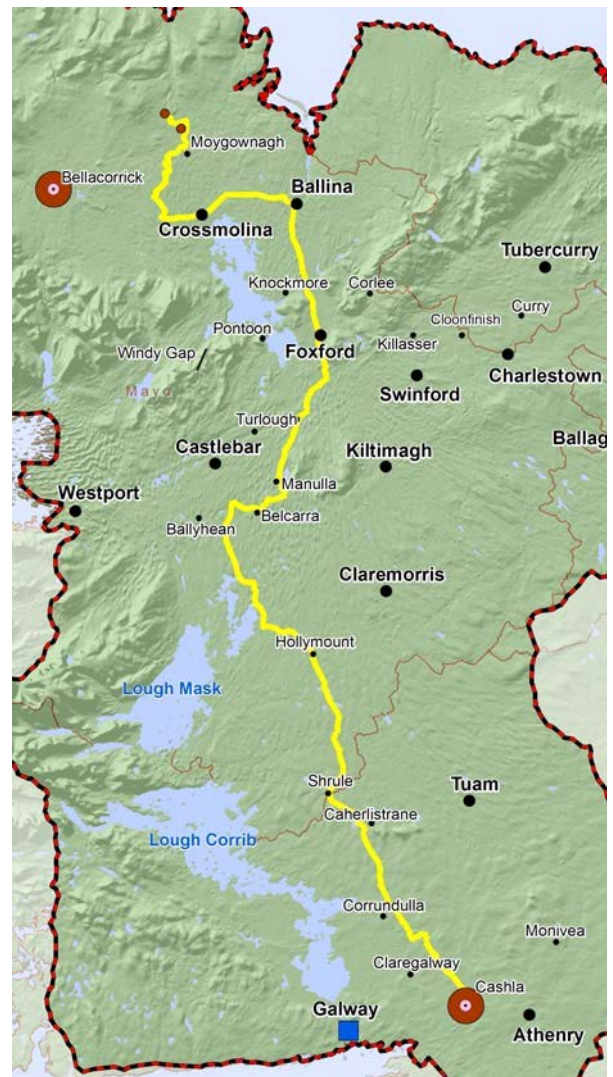 Moygownagh
Bellacorrick
Ballina
Crossmolina
Tubercurry
Knockmore
Corlee
Curry
Cloonfinish
Pontoon
Foxford
Killasser
Windy Gap
Charlestown
Mayo
Swinford
Turlough
Ballag
Castlebar
Kiltimagh
Manulla
Westport
Belcarra
Ballyhean
Claremorris
Hollymount
Lough Mask
Shrule
Tuam
Caherlistrane
Lough Corrib
Corrundulla
Monivea
Claregalway
Cashla
Galway
Athenry